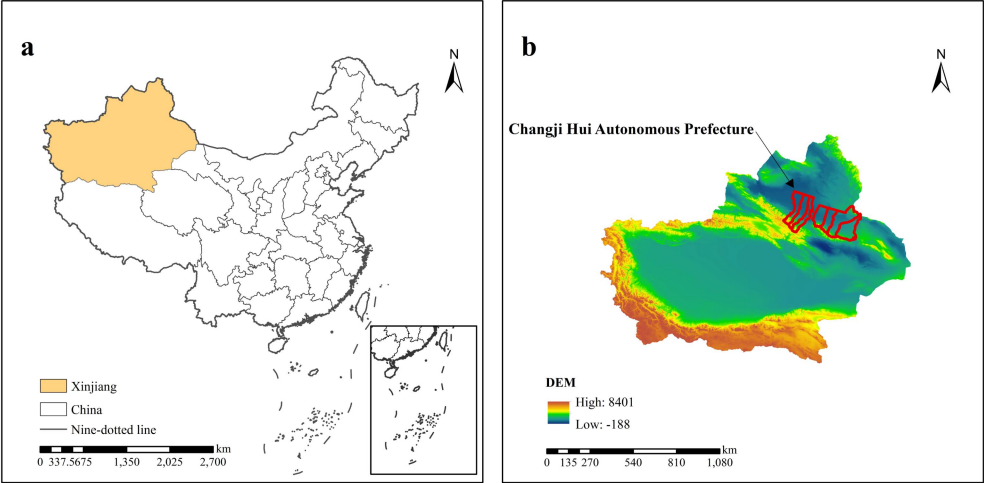 a
N
Xinjiang
China
Nine-dotted line
km
0 337.5675 1,350 2,025 2,700
b
N
Changji Hui Autonomous Prefecture
DEM
High: 8401
Low: -188
km
0 135 270 540 810 1,080